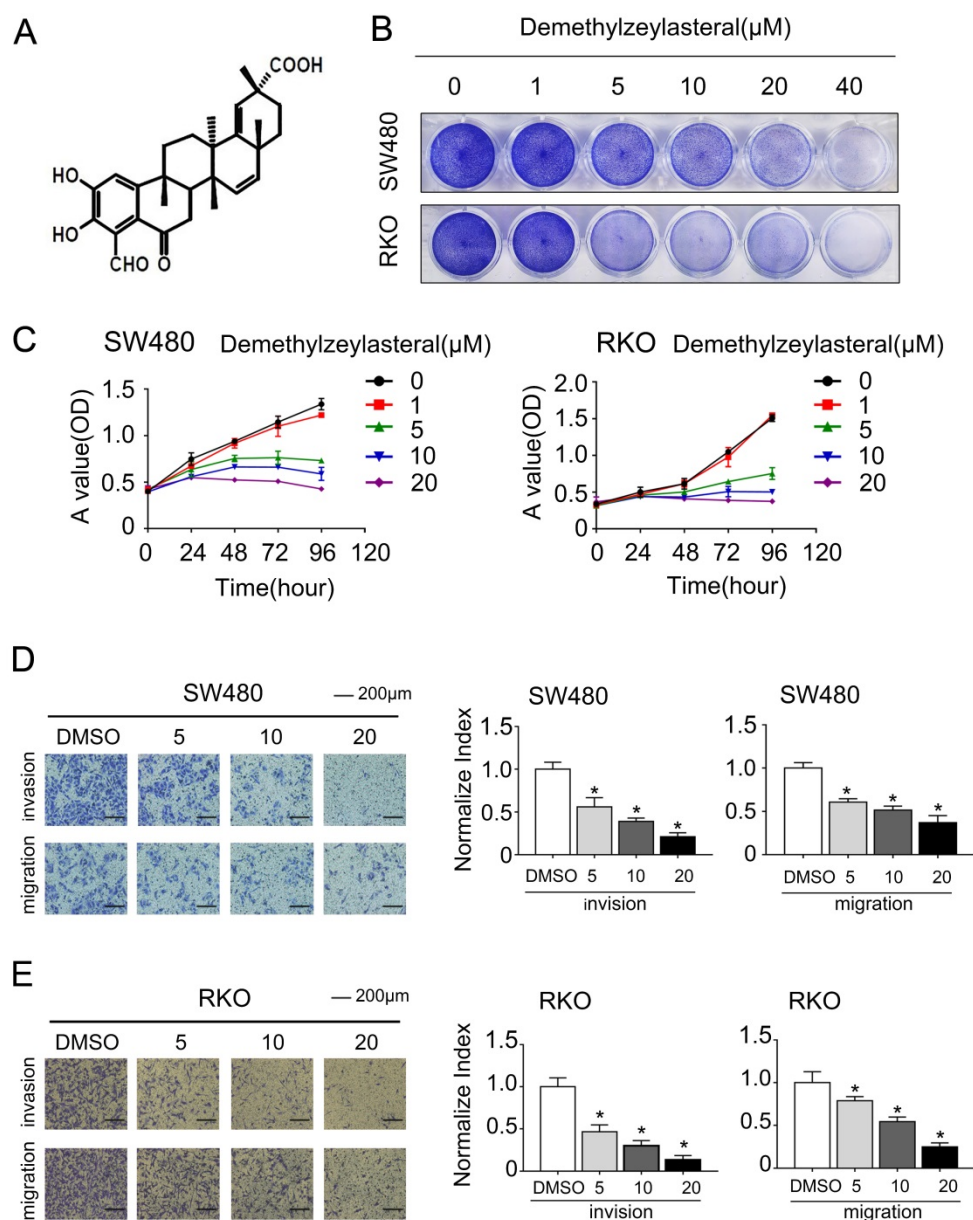 A
COOH
HO
HO
CHO
O
B
Demethylzeylasteral(µM)
0 1 5 10 20 40
SW480
RKO
C
SW480 Demethylzeylasteral(µM)
A value(OD)
1.5
1.0
0.5
0
0 24 48 72 96 120
Time(hour)
0
1
5
10
20
RKO Demethylzeylasteral(µM)
A value(OD)
2.0
1.5
1.0
0.5
0
0 24 48 72 96 120
Time(hour)
0
1
5
10
20
D
SW480 200µm
DMSO 5 10 20
invasion
migration
SW480
Normalize Index
1.5
1.0
0.5
0
* * *
DMSO 5 10 20
invision
SW480
1.5
1.0
0.5
0
* * *
DMSO 5 10 20
migration
E
RKO 200µm
DMSO 5 10 20
invasion
migration
RKO
Normalize Index
1.5
1.0
0.5
0
* * *
DMSO 5 10 20
invision
RKO
1.5
1.0
0.5
0
* * *
DMSO 5 10 20
migration